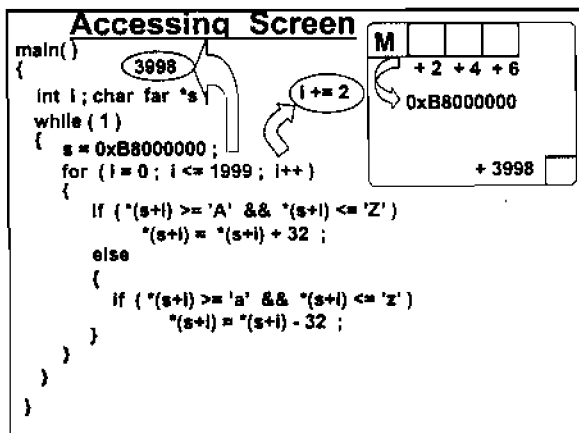 Accessing Screen
main( )
{
3998
int i ; char far *s
i += 2
while ( 1 )
{
s = 0xB8000000 ;
for ( i = 0 ; i <= 1999 ; i++ )
{
if ( *(s+i) >= 'A' && *(s+i) <= 'Z' )
*(s+i) = *(s+i) + 32 ;
else
{
if ( *(s+i) >= 'a' && *(s+i) <= 'z' )
*(s+i) = *(s+i) - 32 ;
}
}
}
}
M
+ 2 + 4 + 6
0xB8000000
+ 3998